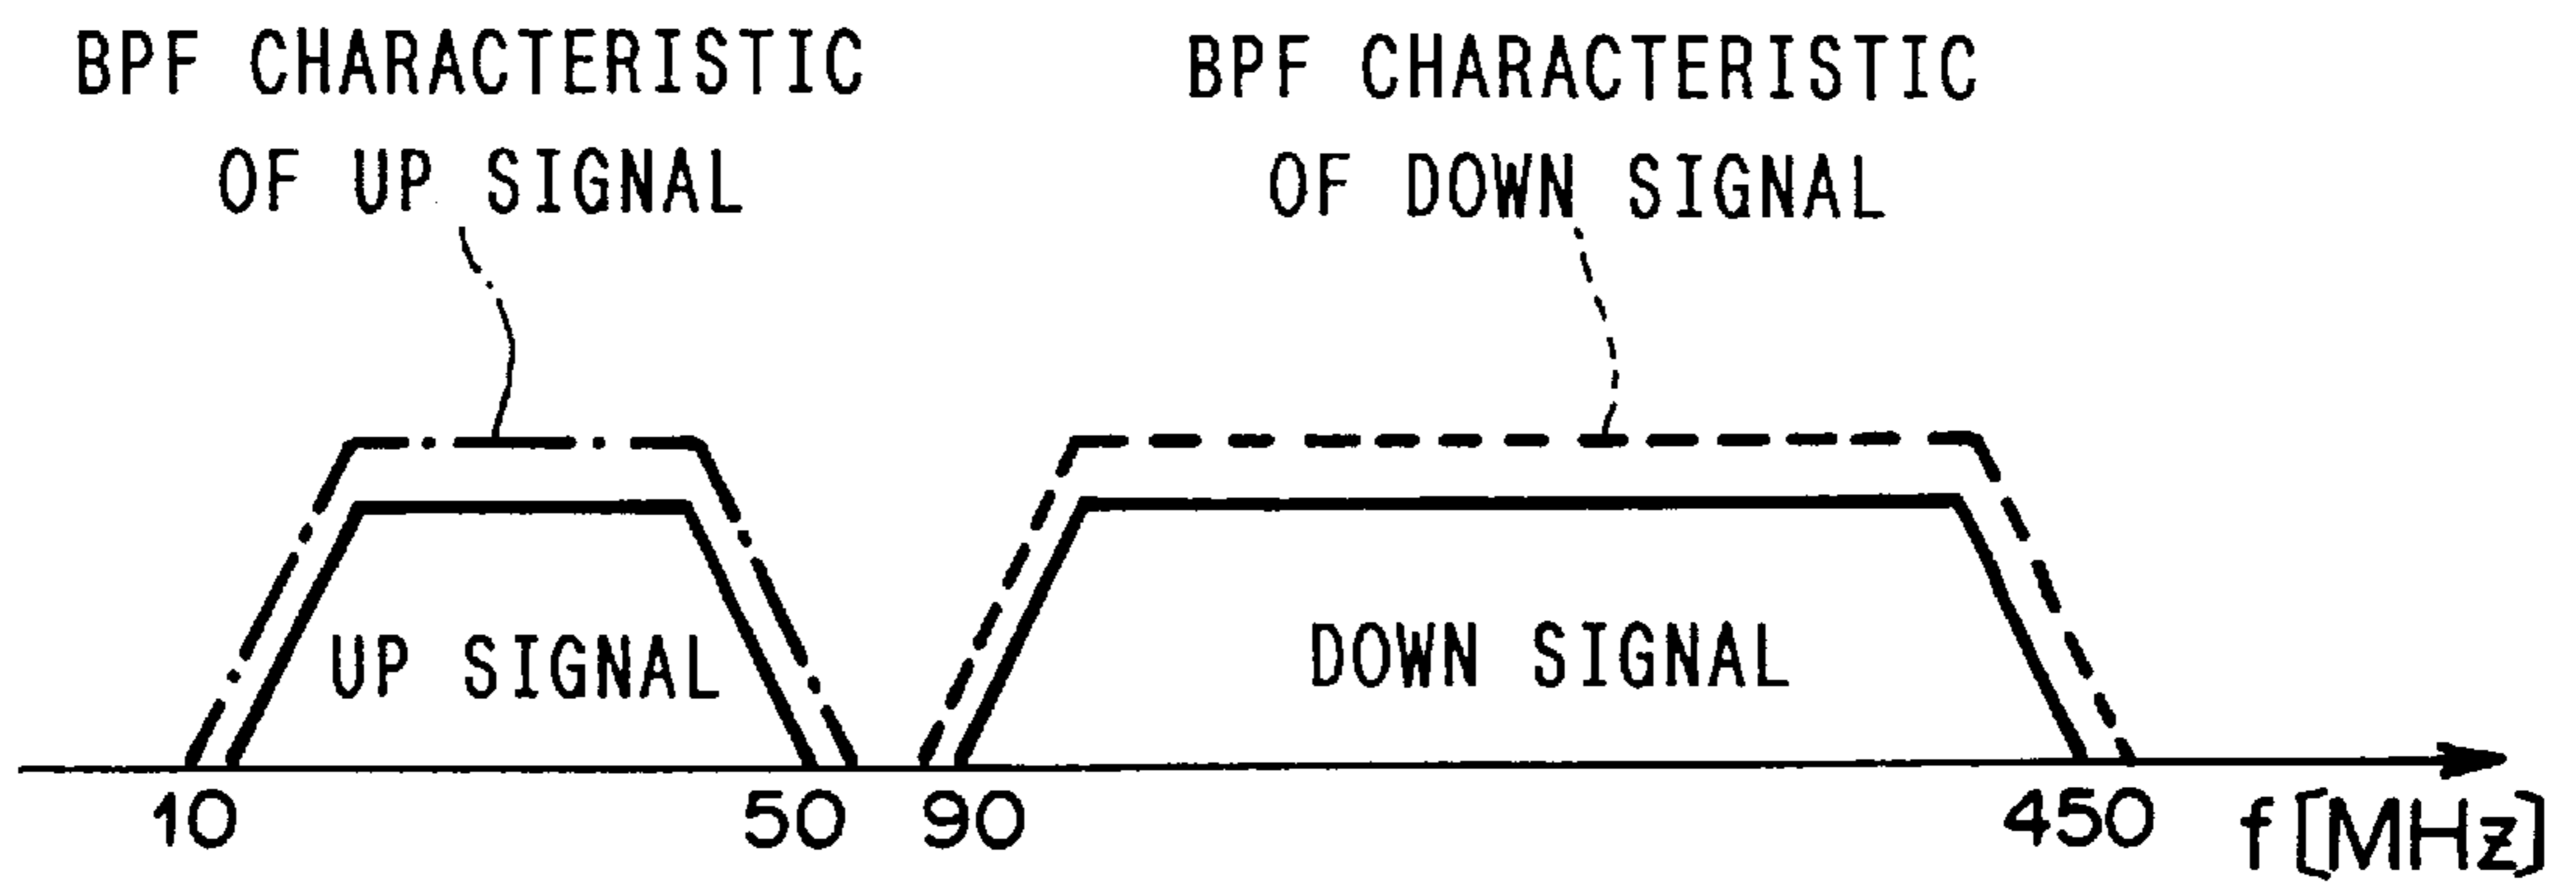 BPF CHARACTERISTIC
OF UP SIGNAL
BPF CHARACTERISTIC
OF DOWN SIGNAL
UP SIGNAL
DOWN SIGNAL
10 50 90 450 f [MHz]